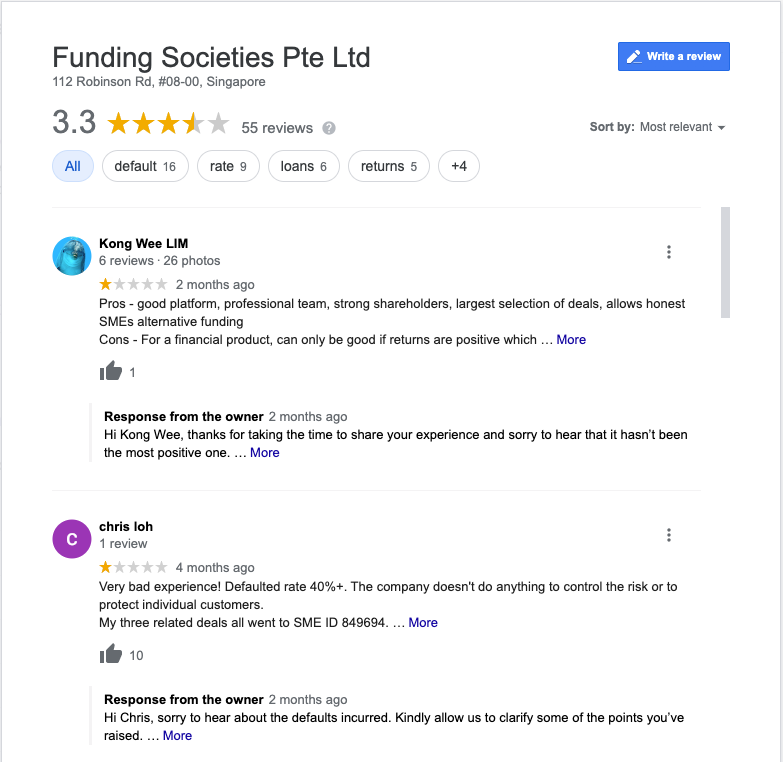 Funding Societies Pte Ltd
Write a review
112 Robinson Rd, #08-00, Singapore
3.3 55 reviews ?
Sort by: Most relevant
All default 16 rate 9 loans 6 returns 5 +4
Kong Wee LIM
6 reviews · 26 photos
2 months ago
Pros - good platform, professional team, strong shareholders, largest selection of deals, allows honest
SMEs alternative funding
Cons - For a financial product, can only be good if returns are positive which … More
1
Response from the owner 2 months ago
Hi Kong Wee, thanks for taking the time to share your experience and sorry to hear that it hasn’t been
the most positive one. … More
C
chris loh
1 review
4 months ago
Very bad experience! Defaulted rate 40%+. The company doesn't do anything to control the risk or to
protect individual customers.
My three related deals all went to SME ID 849694. … More
10
Response from the owner 2 months ago
Hi Chris, sorry to hear about the defaults incurred. Kindly allow us to clarify some of the points you’ve
raised. … More